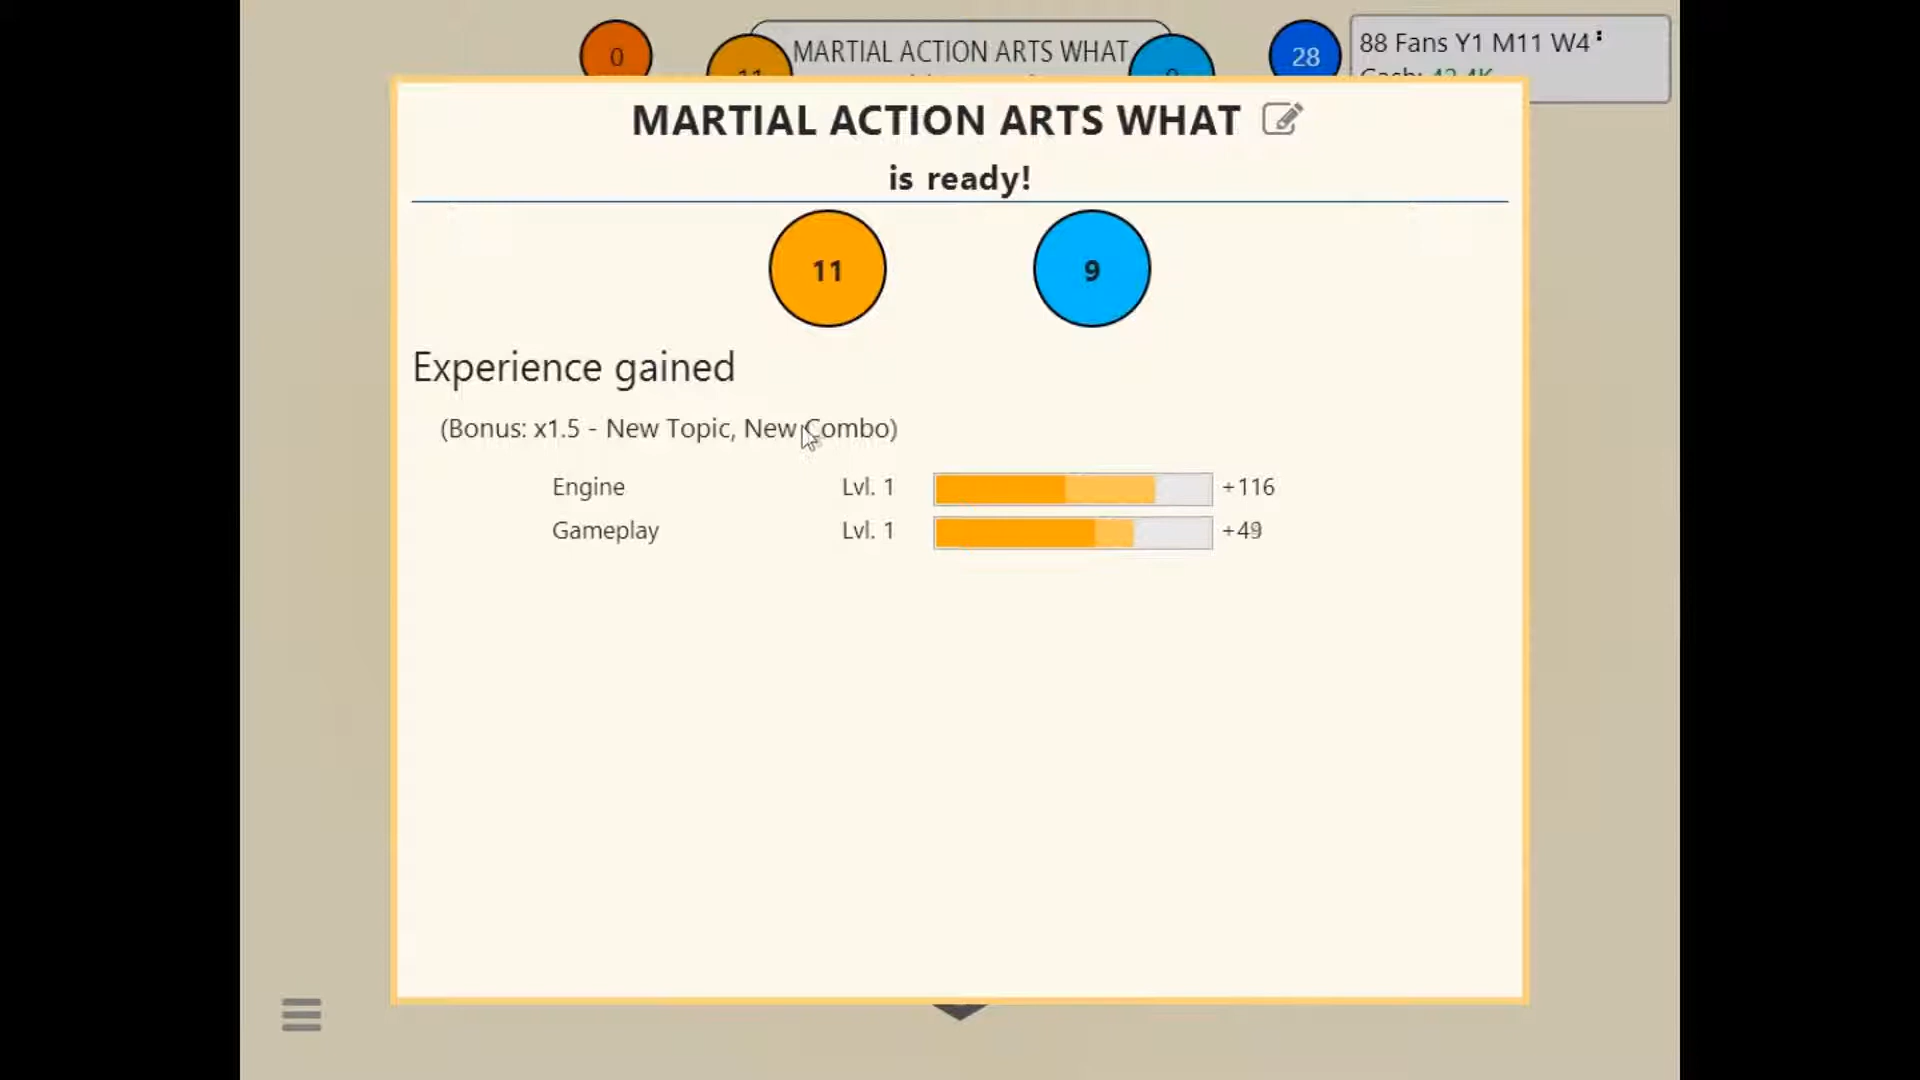 0
MARTIAL ACTION ARTS WHAT
28
88 Fans Y1 M11 W4
MARTIAL ACTION ARTS WHAT
is ready!
11
9
Experience gained
(Bonus: x1.5 - New Topic, New Combo)
Engine Lvl. 1 +116
Gameplay Lvl. 1 +49